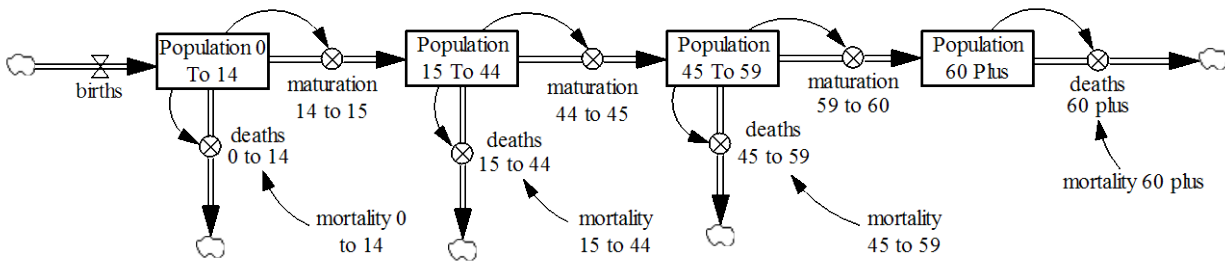 Population 0
To 14
births
maturation
14 to 15
deaths
0 to 14
mortality 0
to 14
Population
15 To 44
maturation
44 to 45
deaths
15 to 44
mortality
15 to 44
Population
45 To 59
maturation
59 to 60
deaths
45 to 59
mortality
45 to 59
Population
60 Plus
deaths
60 plus
mortality 60 plus